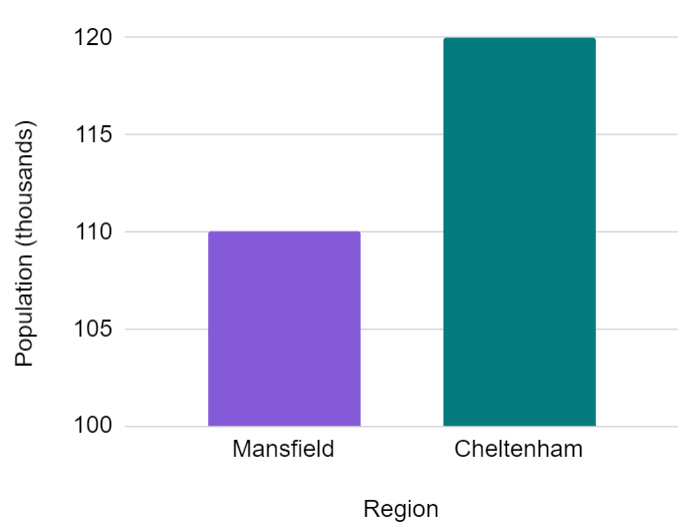 120
115
110
105
100
Population (thousands)
Mansfield
Cheltenham
Region